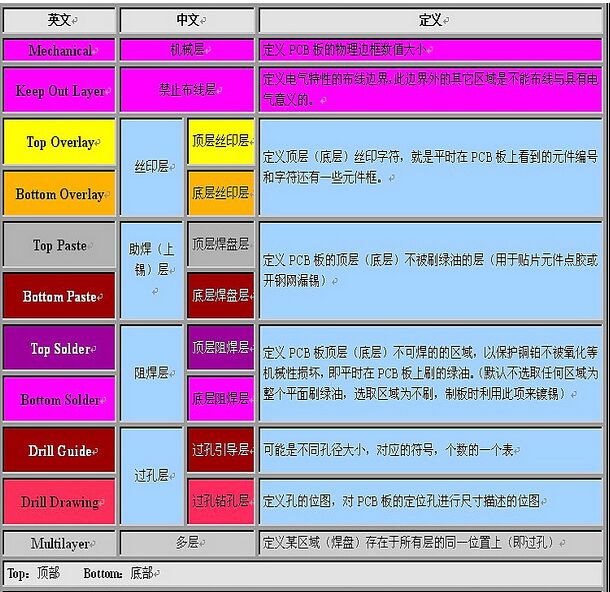 英文 中文 定义
Mechanical 机械层 定义 PCB 板的物理边框数值大小
Keep Out Layer 禁止布线层 定义电气特性的布线边界,此边界外的其它区域是不能布线与具有电
气意义的。
Top Overlay 丝印层 顶层丝印层 定义顶层（底层）丝印字符，就是平时在 PCB 板上看到的元件编号
和字符还有一些元件框。
Bottom Overlay 底层丝印层
Top Paste 助焊（上
锡）层
顶层焊盘层 定义 PCB 板的顶层（底层）不被刷绿油的层（用于贴片元件点胶或
开钢网漏锡）
Bottom Paste 底层焊盘层
Top Solder 阻焊层 顶层阻焊层 定义 PCB 板顶层（底层）不可焊的的区域，以保护铜铂不被氧化等
机械性损坏，即平时在 PCB 板上刷的绿油。（默认不选取任何区域为
整个平面刷绿油，选取区域为不刷，制板时利用此项来镀锡）
Bottom Solder 底层阻焊层
Drill Guide 过孔层 过孔引导层 可能是不同孔径大小，对应的符号，个数的一个表
Drill Drawing 过孔钻孔层 定义孔的位图，对 PCB 板的定位孔进行尺寸描述的位图
Multilayer 多层 定义某区域（焊盘）存在于所有层的同一位置上（即过孔）
Top：顶部 Bottom：底部